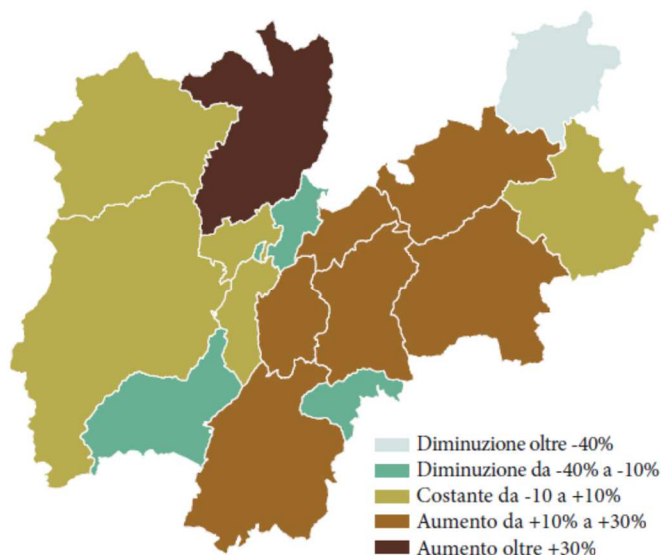 Diminuzione oltre -40%
Diminuzione da -40% a -10%
Costante da -10 a +10%
Aumento da +10% a +30%
Aumento oltre +30%